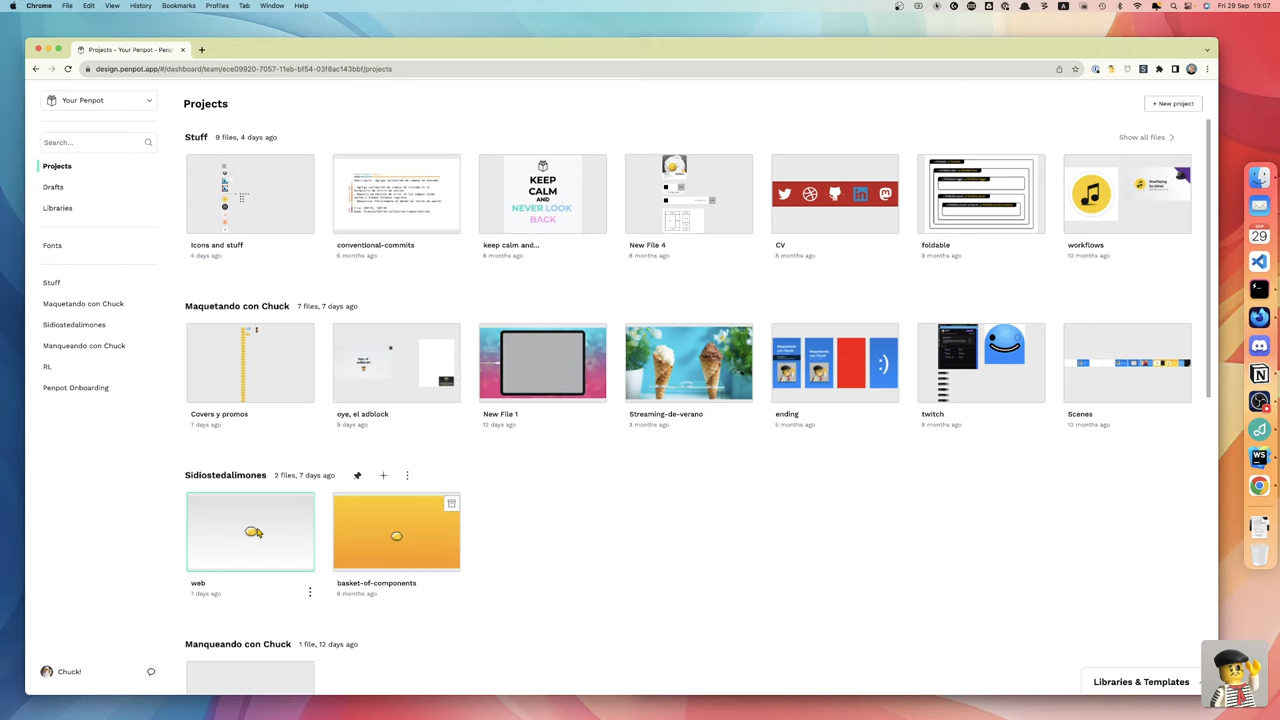 Chrome File Edit View History Bookmarks Profiles Tab Window Help
Fri 29 Sep 19:07
Projects - Your Penpot - Penp
design.penpot.app/#/dashboard/team/ece09920-7057-11eb-bf54-03f8ac143bbf/projects
Your Penpot
Projects
+ New project
Search...
Stuff 9 files, 4 days ago
Show all files
Projects
Drafts
Libraries
Fonts
Stuff
Maquetando con Chuck
Sidiostedalimones
Manqueando con Chuck
RL
Penpot Onboarding
KEEP
CALM
AND
NEVER LOOK
BACK
Icons and stuff
4 days ago
conventional-commits
6 months ago
keep calm and...
8 months ago
New File 4
8 months ago
CV
8 months ago
foldable
9 months ago
workflows
10 months ago
Maquetando con Chuck 7 files, 7 days ago
Covers y promos
7 days ago
oye, el adblock
9 days ago
New File 1
12 days ago
Streaming-de-verano
3 months ago
ending
5 months ago
twitch
9 months ago
Scenes
10 months ago
Sidiostedalimones 2 files, 7 days ago
web
7 days ago
basket-of-components
8 months ago
Manqueando con Chuck 1 file, 12 days ago
Chuck!
Libraries & Templates